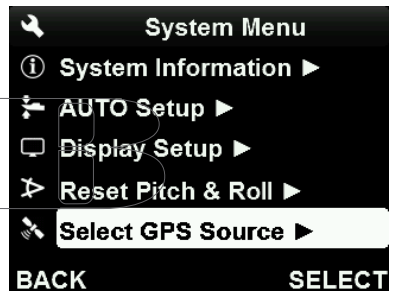 System Menu
System Information ►
AUTO Setup ►
Display Setup ►
Reset Pitch & Roll ►
Select GPS Source ►
BACK SELECT